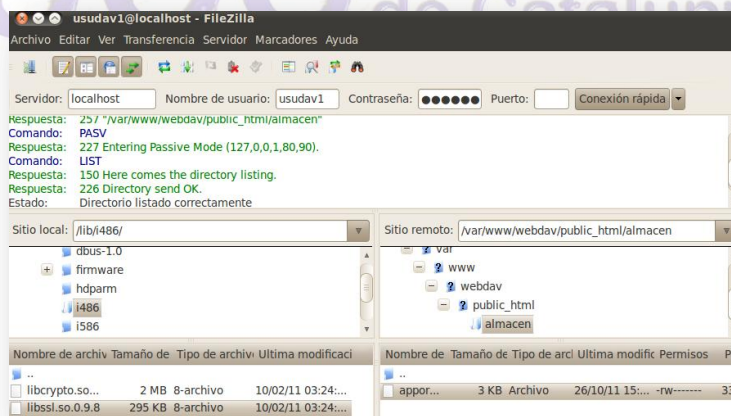 de Catalun
usudav1@localhost - FileZilla
Archivo Editar Ver Transferencia Servidor Marcadores Ayuda
Servidor: localhost Nombre de usuario: usudav1 Contraseña: ●●●●●● Puerto: Conexión rápida
Respuesta: 257 "/var/www/webdav/public_html/almacen"
Comando: PASV
Respuesta: 227 Entering Passive Mode (127,0,0,1,80,90).
Comando: LIST
Respuesta: 150 Here comes the directory listing.
Respuesta: 226 Directory send OK.
Estado: Directorio listado correctamente
Sitio local: /lib/i486/
dbus-1.0
firmware
hdparm
i486
i586
Sitio remoto: /var/www/webdav/public_html/almacen
var
www
webdav
public_html
almacen
Nombre de archiv Tamaño de Tipo de archiv Ultima modificaci
..
libcrypto.so... 2 MB 8-archivo 10/02/11 03:24:...
libssl.so.0.9.8 295 KB 8-archivo 10/02/11 03:24:...
Nombre de Tamaño de Tipo de arcl Ultima modific Permisos P
..
appor... 3 KB Archivo 26/10/11 15:... -rw------- 33